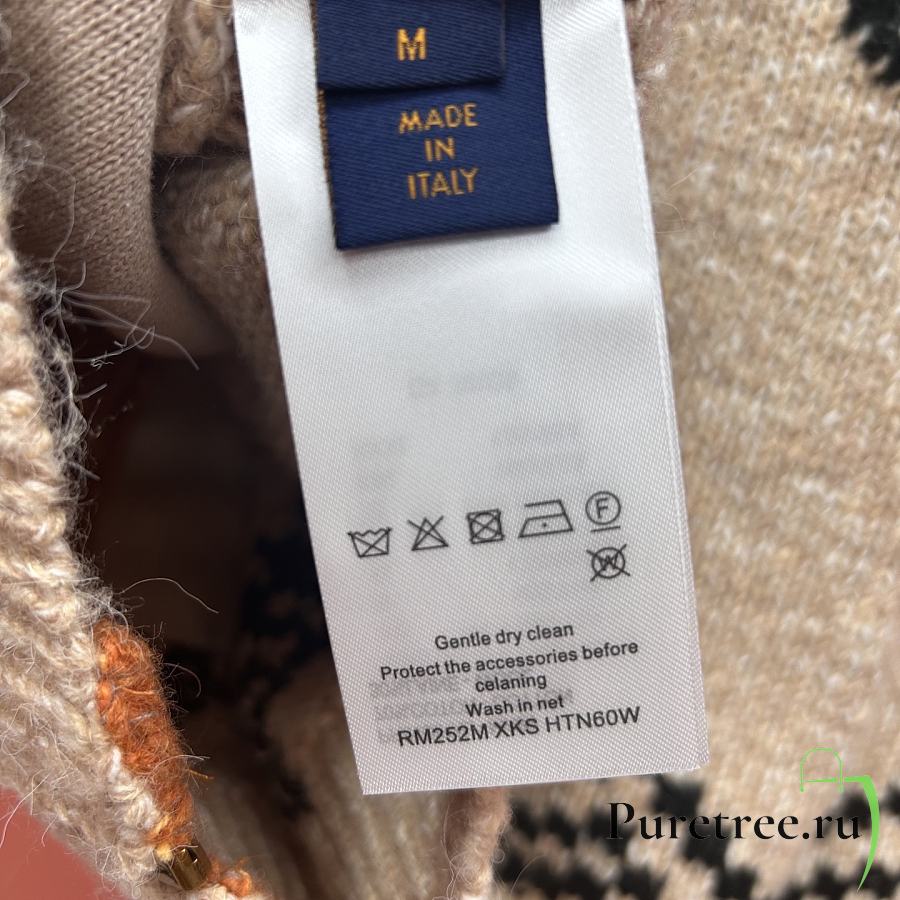 M
MADE
IN
ITALY
F
W
Gentle dry clean
Protect the accessories before
celaning
Wash in net
RM252M XKS HTN60W
Puretree.ru